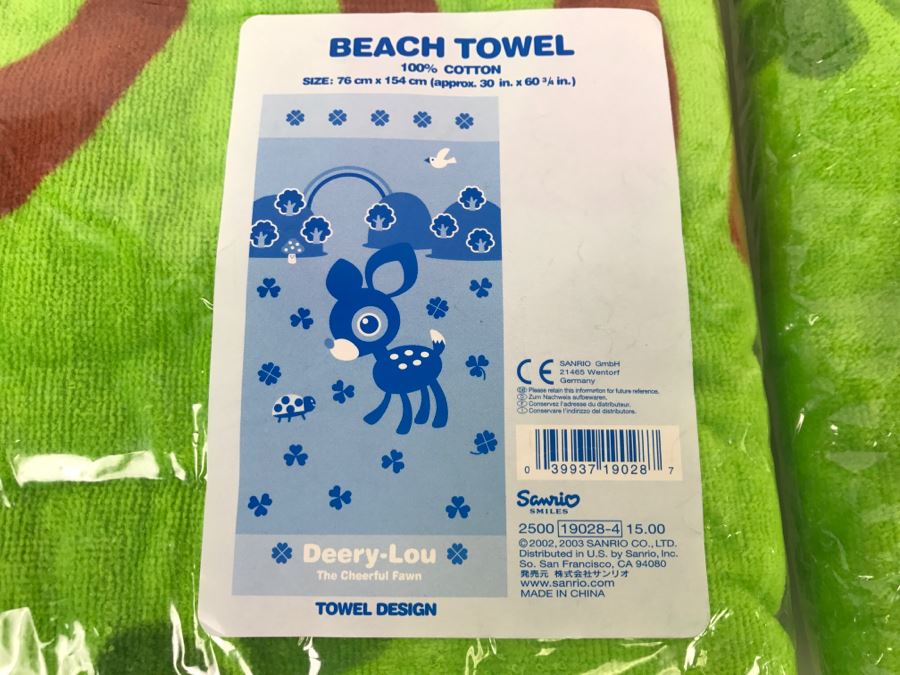 BEACH TOWEL
100% COTTON
SIZE: 76 cm x 154 cm (approx. 30 in. x 60 3/4 in.)
Deery-Lou
The Cheerful Fawn
TOWEL DESIGN
CE SANRIO GmbH
21465 Wentorf
Germany
Please retain this information for future reference.
Zum Nachweis aufbewaren.
Conservez l'adresse du distributeur.
Conservare l'indirizzo del distributore.
0 39937 19028 7
Sanrio
SMILES
2500 19028-4 15.00
©2002, 2003 SANRIO CO., LTD.
Distributed in U.S. by Sanrio, Inc.
So. San Francisco, CA 94080
発売元 株式会社サンリオ
www.sanrio.com
MADE IN CHINA